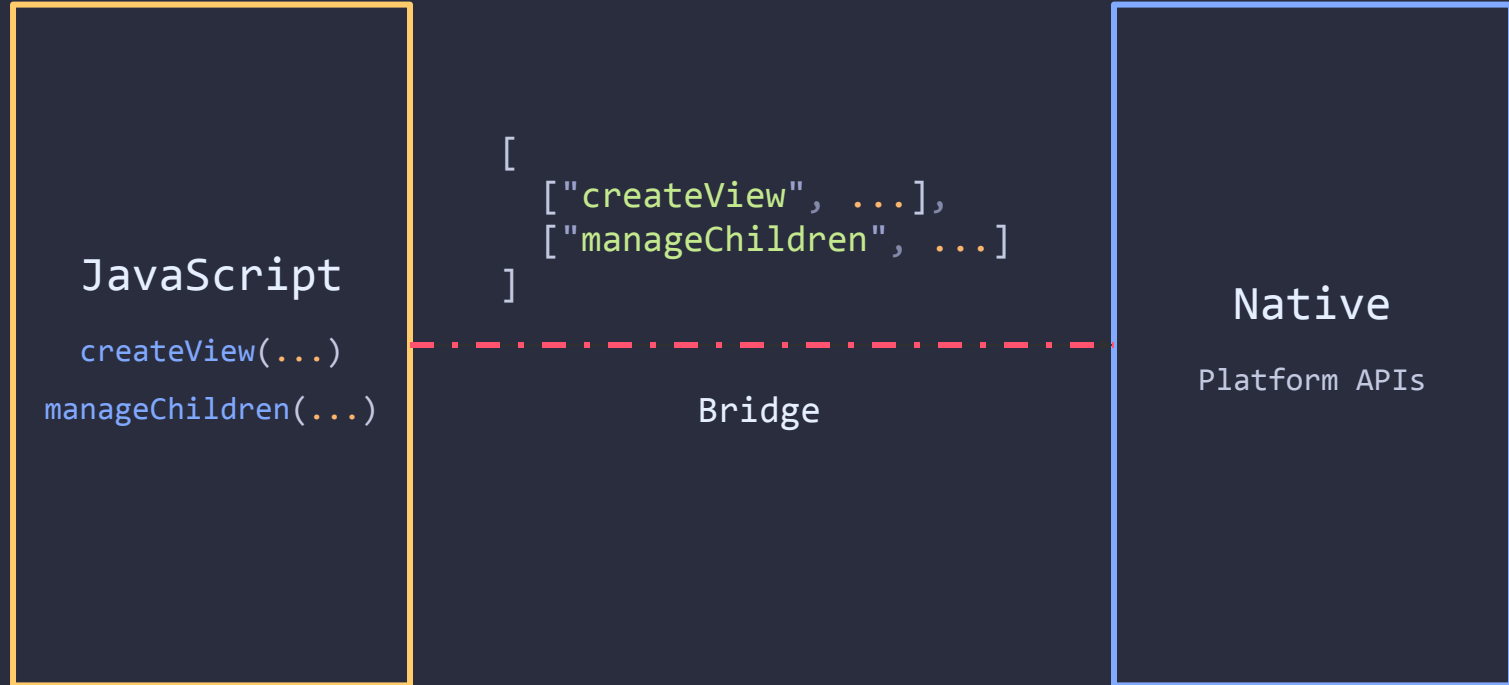 JavaScript
createView(...)
manageChildren(...)
[
["createView", ...],
["manageChildren", ...]
]
Bridge
Native
Platform APIs